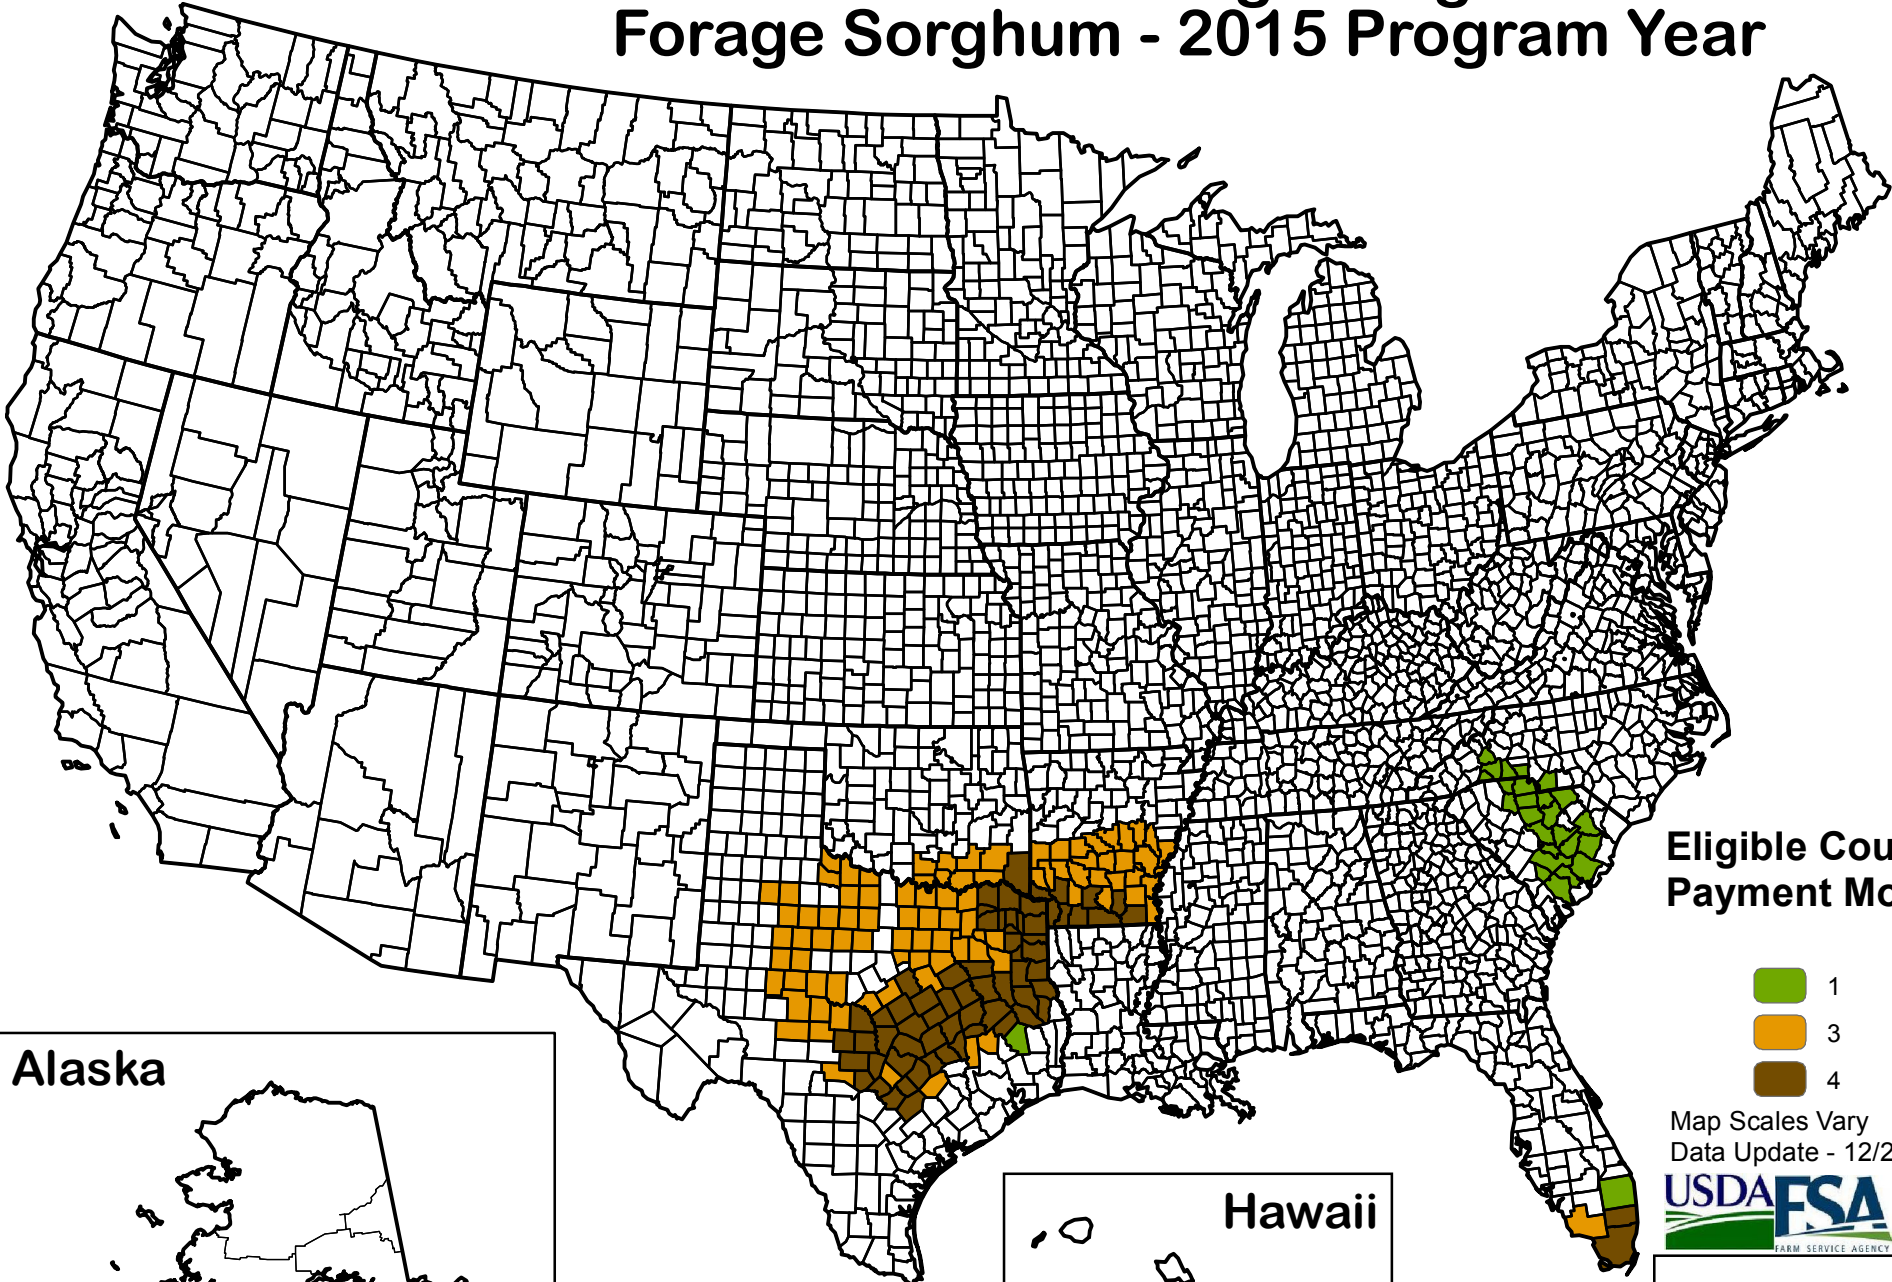 Forage Sorghum - 2015 Program Year
Eligible Cou
Payment Mo
1
3
4
Map Scales Vary
Data Update - 12/2
USDA FSA
FARM SERVICE AGENCY
Alaska
Hawaii